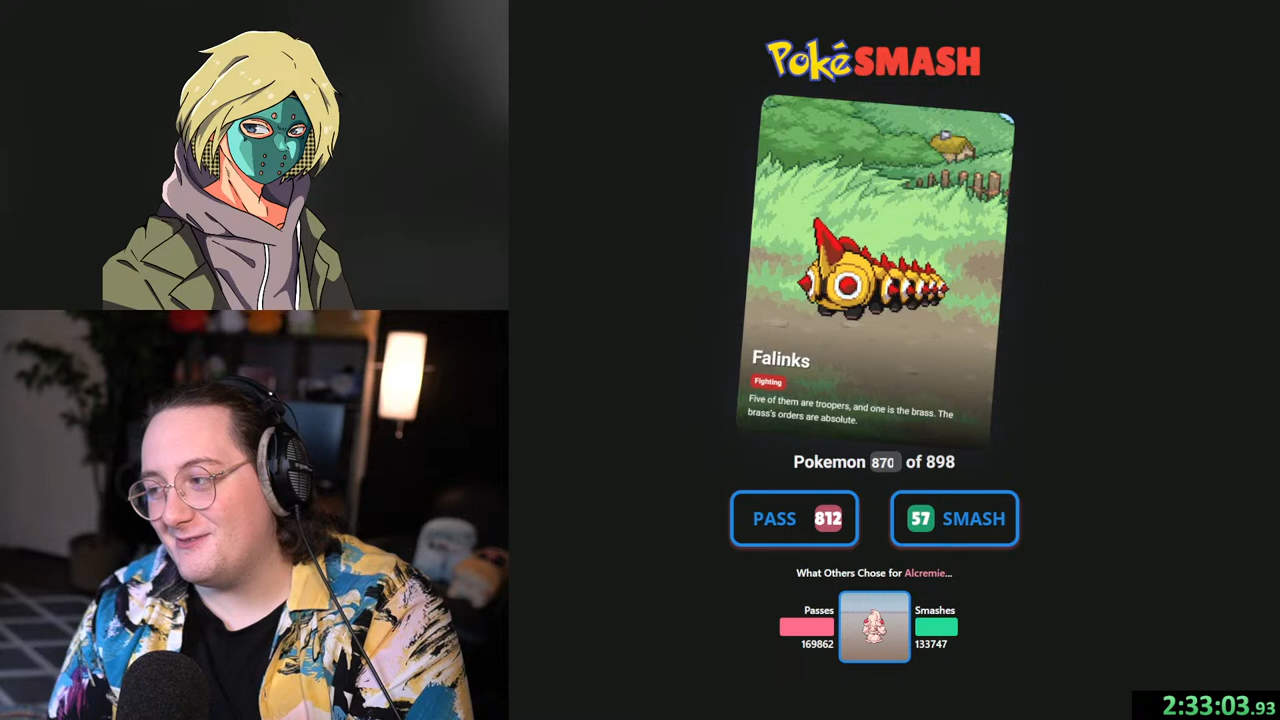 PokéSMASH
Falinks
Fighting
Five of them are troopers, and one is the brass. The
brass's orders are absolute.
Pokemon 870 of 898
PASS 812
57 SMASH
What Others Chose for Alcremie...
Passes
169862
Smashes
133747
2:33:03.93